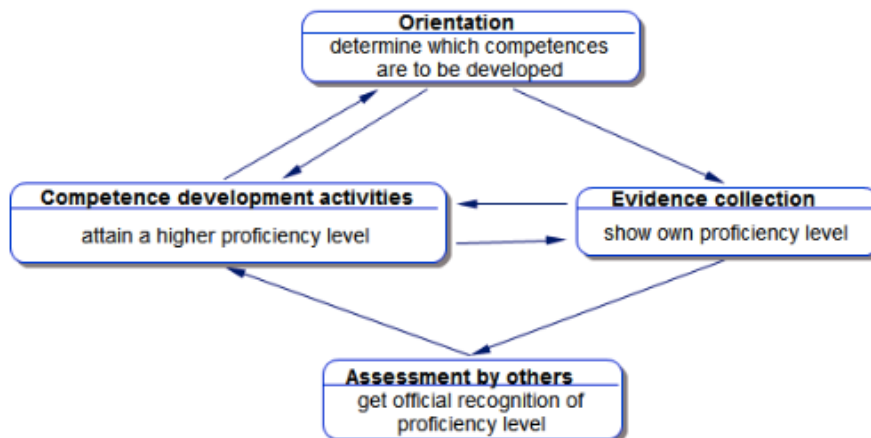 Orientation
determine which competences
are to be developed
Competence development activities
attain a higher proficiency level
Evidence collection
show own proficiency level
Assessment by others
get official recognition of
proficiency level